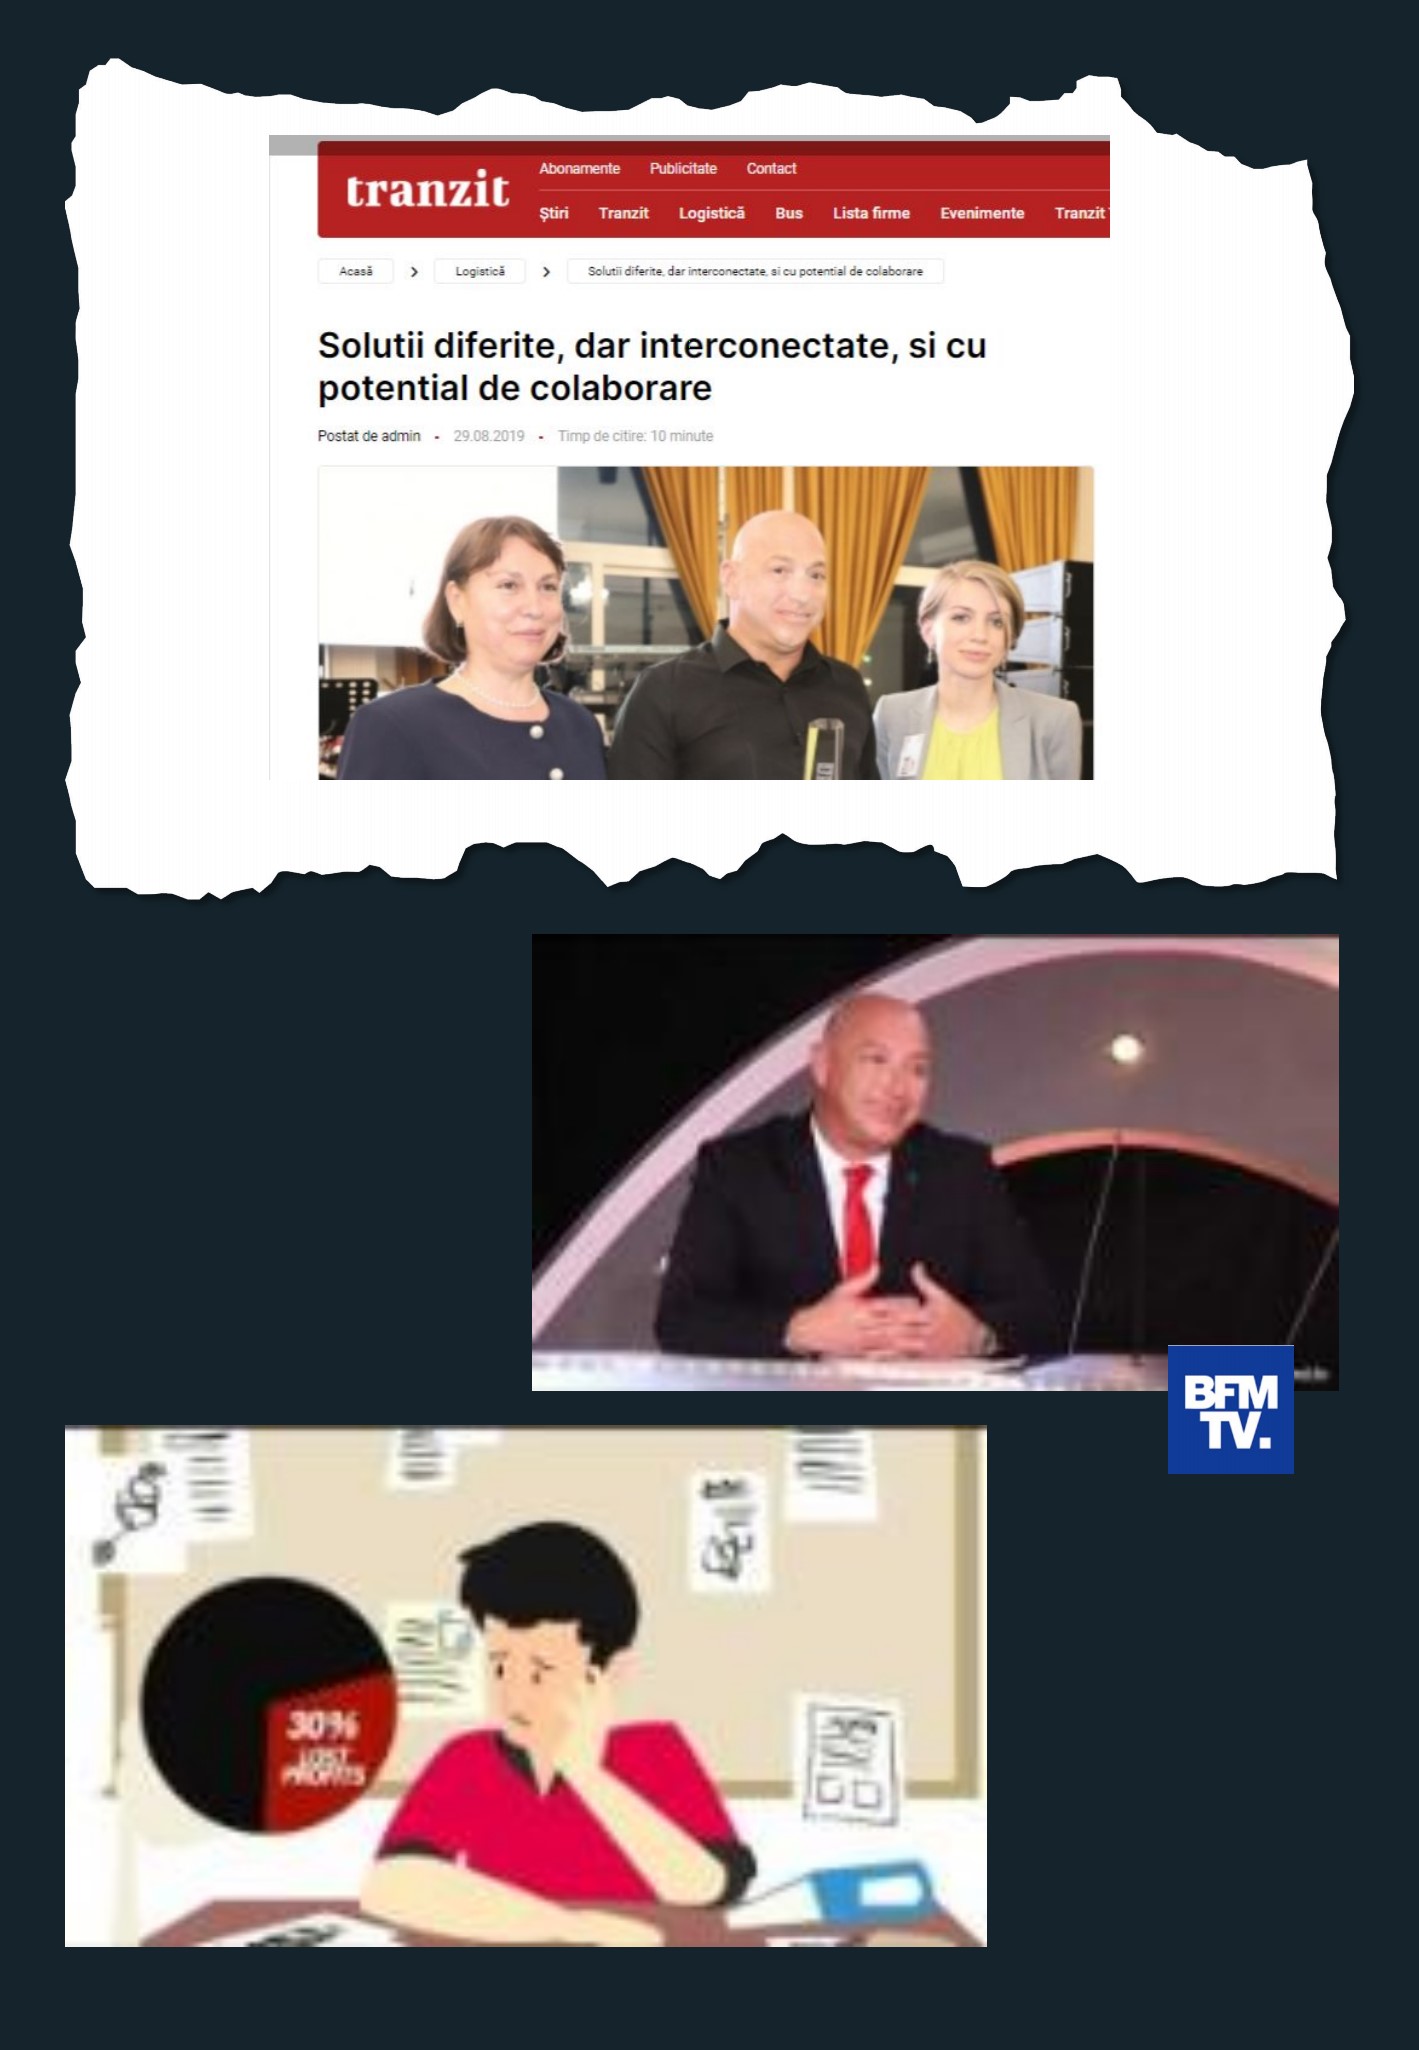 tranzit
Abonamente Publicitate Contact
Știri Tranzit Logistică Bus Lista firme Evenimente Tranzit
Acasă > Logistică > Solutii diferite, dar interconectate, si cu potential de colaborare
Solutii diferite, dar interconectate, si cu
potential de colaborare
Postat de admin - 29.08.2019 - Timp de citire: 10 minute
BFM
TV.
30%
LOST
PROFITS